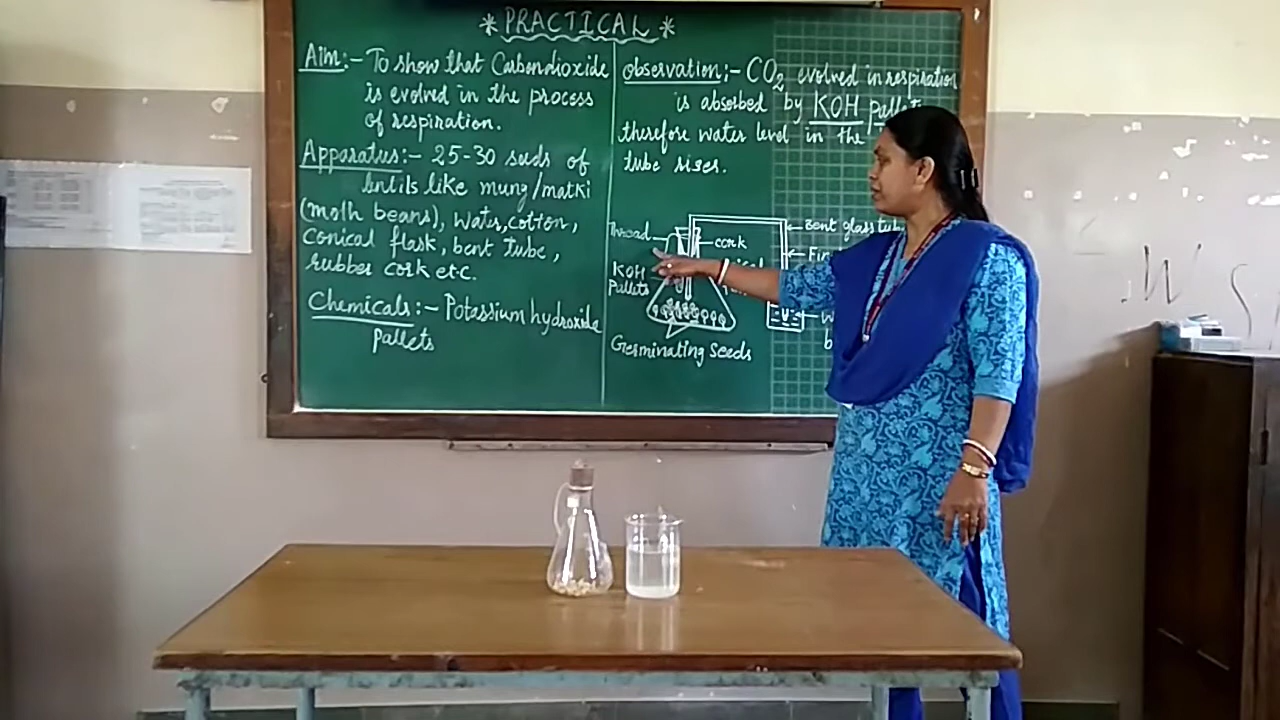 * PRACTICAL *
Aim:- To show that Carbondioxide
is evolved in the process
of respiration.
Apparatus:- 25-30 seeds of
lentils like mung/matki
(moth beans), water, cotton,
Conical flask, bent tube,
rubber cork etc.
Chemicals:- Potassium hydroxide
pallets
observation:- CO2 evolved in respiration
is absorbed by KOH pallets
therefore water level in the
tube rises.
Thread
cork
Bent glass tube
KOH
Pallets
Germinating Seeds
W S